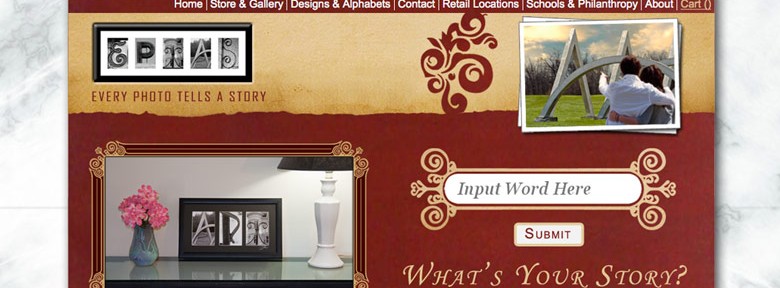 Home | Store & Gallery | Designs & Alphabets | Contact | Retail Locations | Schools & Philanthropy | About | Cart ()
EPTAS
EVERY PHOTO TELLS A STORY
Input Word Here
SUBMIT
WHAT'S YOUR STORY?